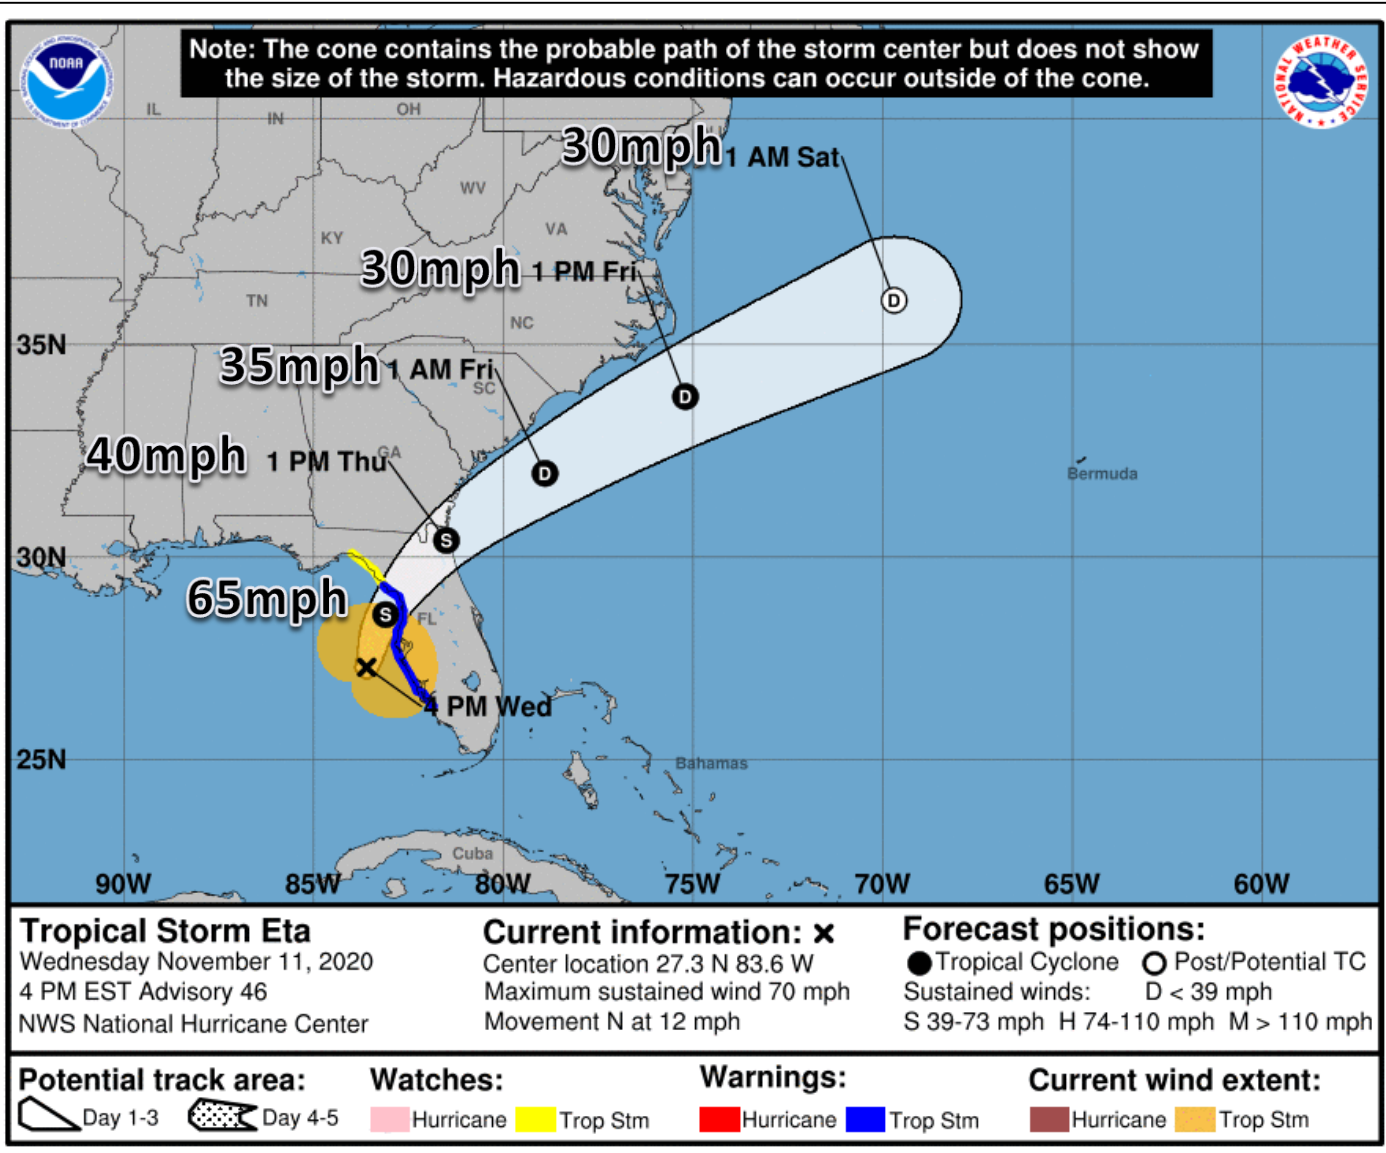 Note: The cone contains the probable path of the storm center but does not show
the size of the storm. Hazardous conditions can occur outside of the cone.
NOAA
NATIONAL WEATHER SERVICE
IL
IN
OH
WV
VA
KY
TN
NC
SC
GA
FL
30mph 1 AM Sat
30mph 1 PM Fri
35mph 1 AM Fri
40mph 1 PM Thu
65mph
4 PM Wed
D
D
D
S
S
35N
30N
25N
Bermuda
Bahamas
Cuba
90W 85W 80W 75W 70W 65W 60W
Tropical Storm Eta
Wednesday November 11, 2020
4 PM EST Advisory 46
NWS National Hurricane Center
Current information: x
Center location 27.3 N 83.6 W
Maximum sustained wind 70 mph
Movement N at 12 mph
Forecast positions:
Tropical Cyclone Post/Potential TC
Sustained winds: D < 39 mph
S 39-73 mph H 74-110 mph M > 110 mph
Potential track area:
Day 1-3 Day 4-5
Watches:
Hurricane Trop Stm
Warnings:
Hurricane Trop Stm
Current wind extent:
Hurricane Trop Stm